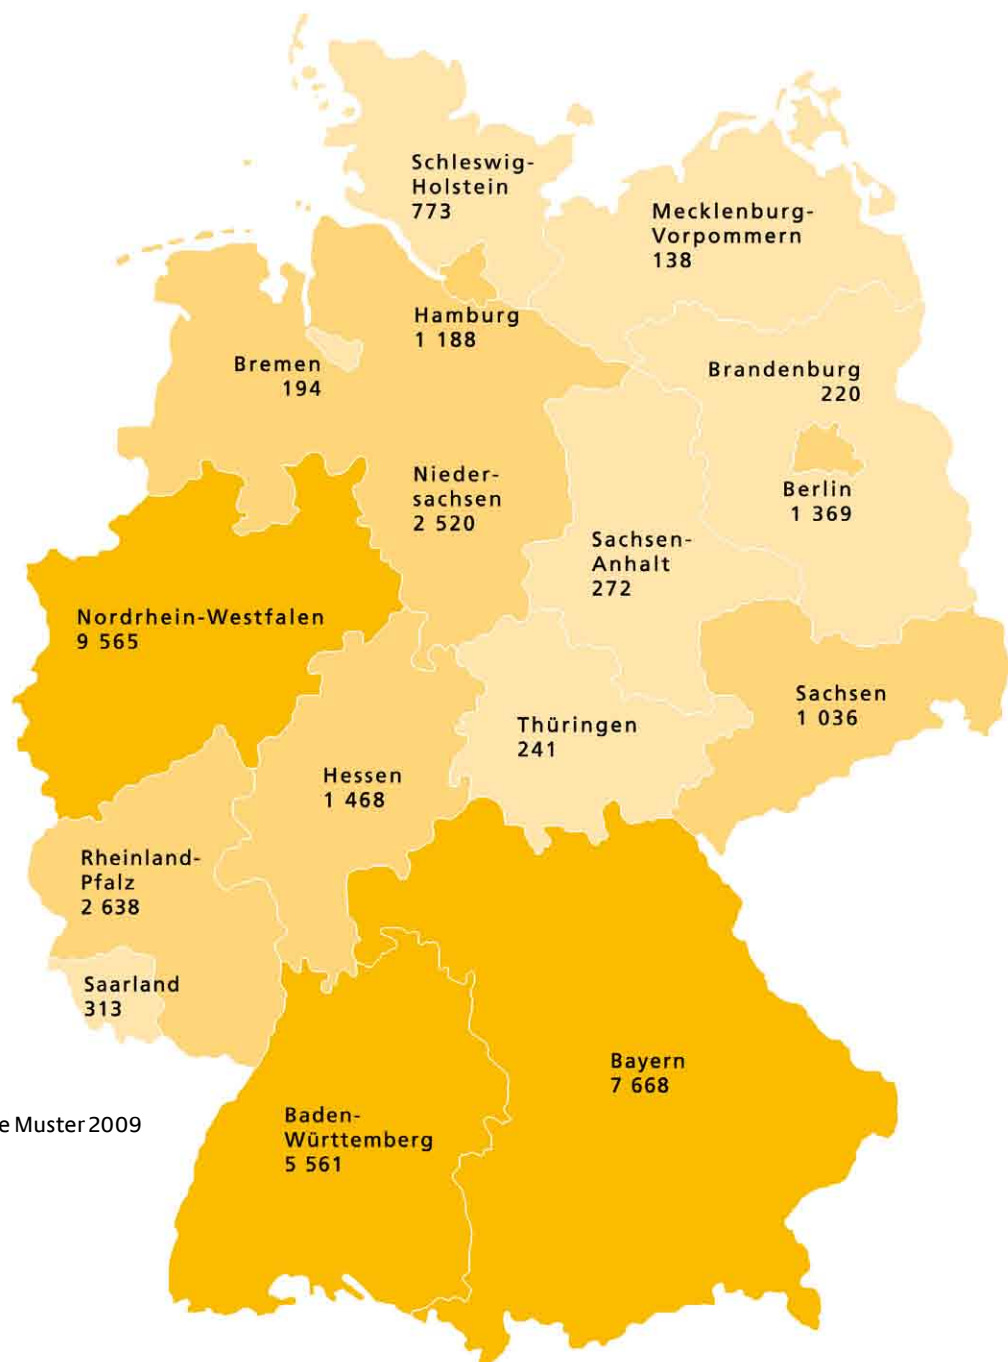 Schleswig-
Holstein
773
Mecklenburg-
Vorpommern
138
Hamburg
1 188
Bremen
194
Brandenburg
220
Berlin
1 369
Nieder-
sachsen
2 520
Sachsen-
Anhalt
272
Nordrhein-Westfalen
9 565
Sachsen
1 036
Thüringen
241
Hessen
1 468
Rheinland-
Pfalz
2 638
Saarland
313
Bayern
7 668
Baden-
Württemberg
5 561
e Muster 2009